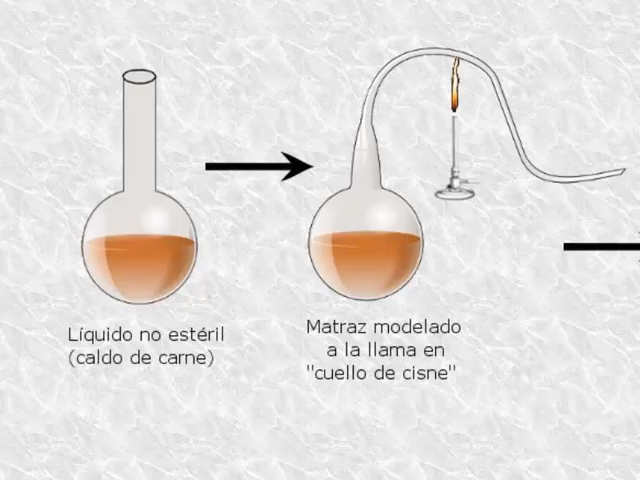 Líquido no estéril
(caldo de carne)
Matraz modelado
a la llama en
"cuello de cisne"